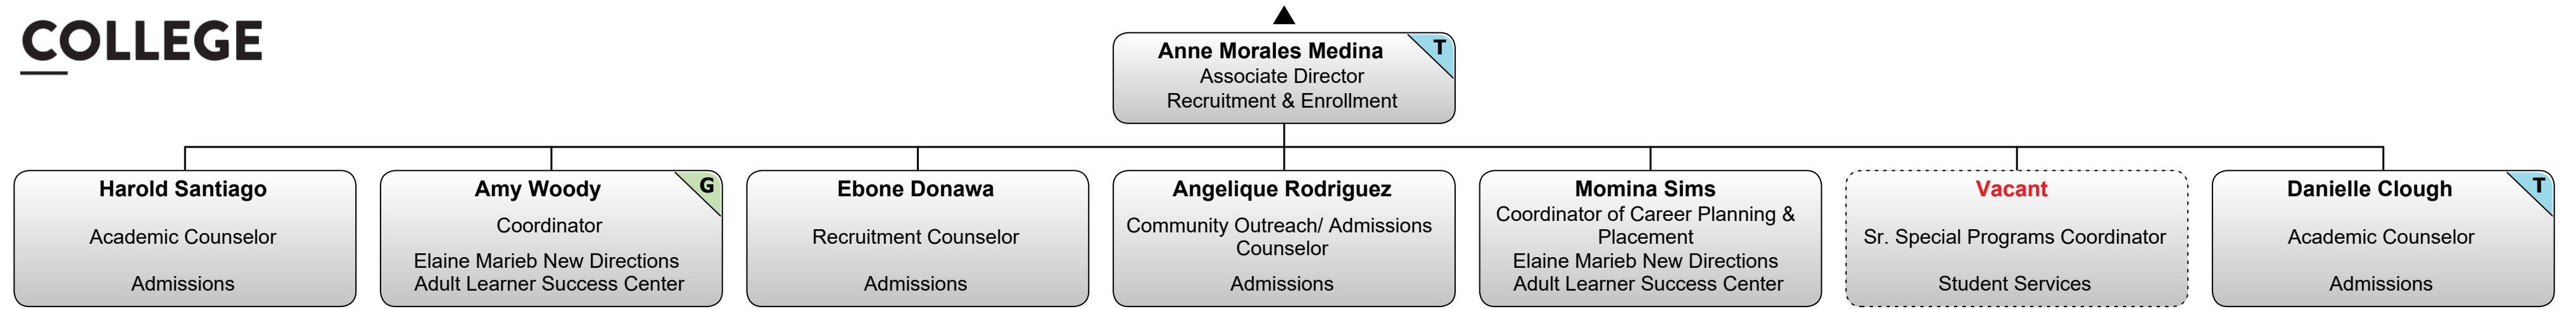 COLLEGE
Anne Morales Medina
T
Associate Director
Recruitment & Enrollment
Harold Santiago
Academic Counselor
Admissions
Amy Woody
G
Coordinator
Elaine Marieb New Directions
Adult Learner Success Center
Ebone Donawa
Recruitment Counselor
Admissions
Angelique Rodriguez
Community Outreach/ Admissions
Counselor
Admissions
Momina Sims
Coordinator of Career Planning &
Placement
Elaine Marieb New Directions
Adult Learner Success Center
Vacant
Sr. Special Programs Coordinator
Student Services
Danielle Clough
T
Academic Counselor
Admissions